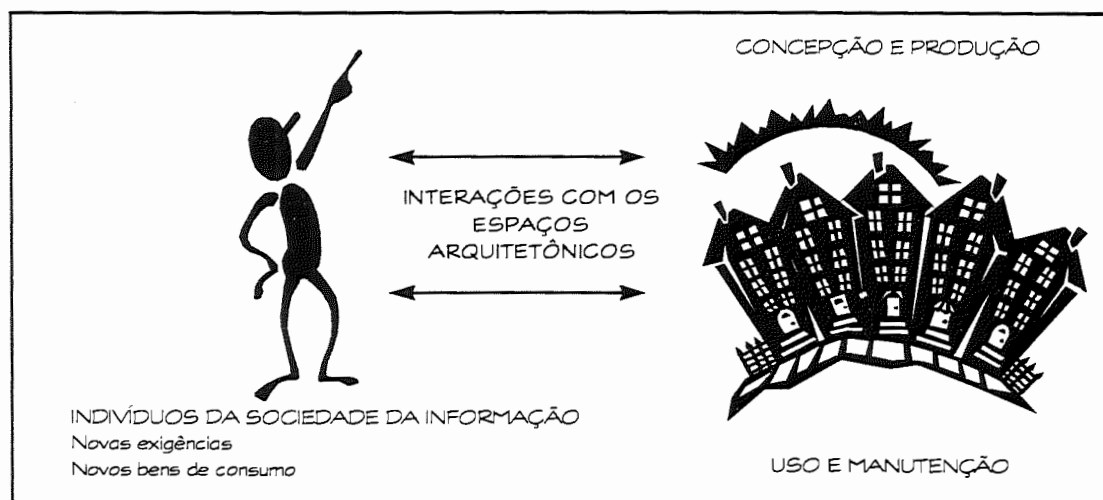 CONCEPÇÃO E PRODUÇÃO
INTERAÇÕES COM OS
ESPAÇOS
ARQUITETÔNICOS
INDIVÍDUOS DA SOCIEDADE DA INFORMAÇÃO
Novas exigências
Novos bens de consumo
USO E MANUTENÇÃO